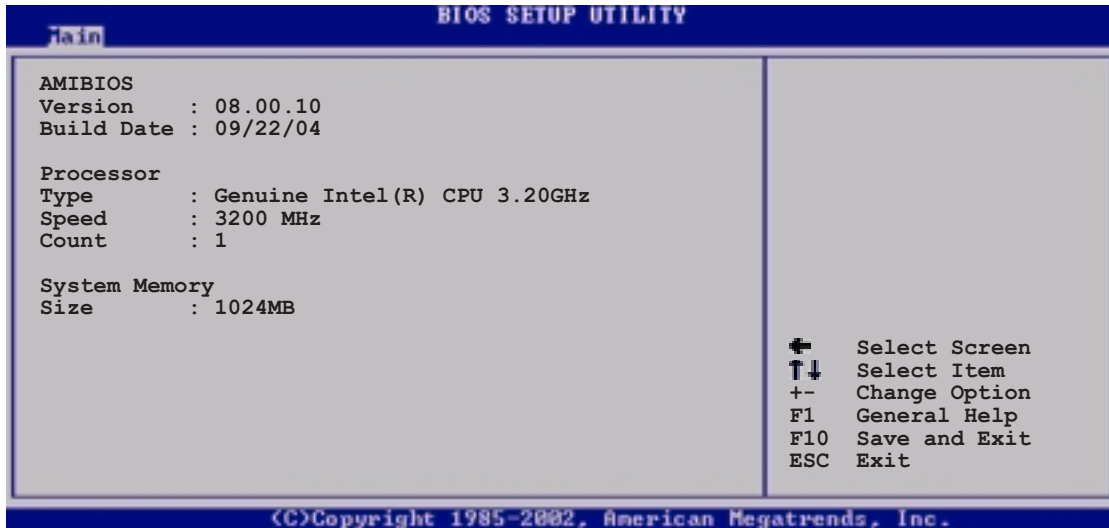 BIOS SETUP UTILITY
Main
AMIBIOS
Version : 08.00.10
Build Date : 09/22/04
Processor
Type : Genuine Intel(R) CPU 3.20GHz
Speed : 3200 MHz
Count : 1
System Memory
Size : 1024MB
← Select Screen
↑↓ Select Item
+- Change Option
F1 General Help
F10 Save and Exit
ESC Exit
(C)Copyright 1985-2002, American Megatrends, Inc.